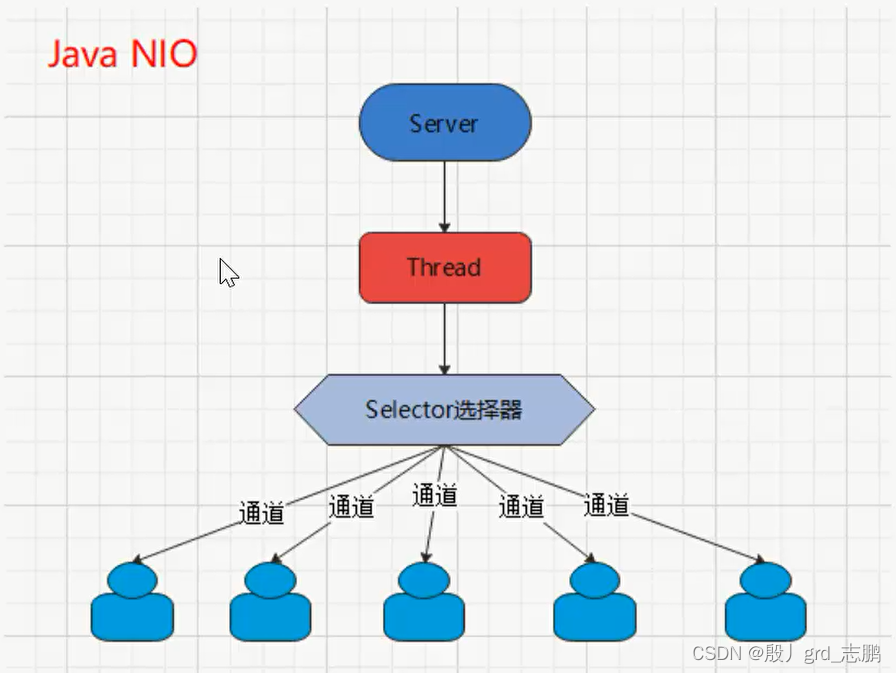 Java NIO
Server
Thread
Selector选择器
通道
通道
通道
通道
通道
CSDN @殷丿grd_志鹏